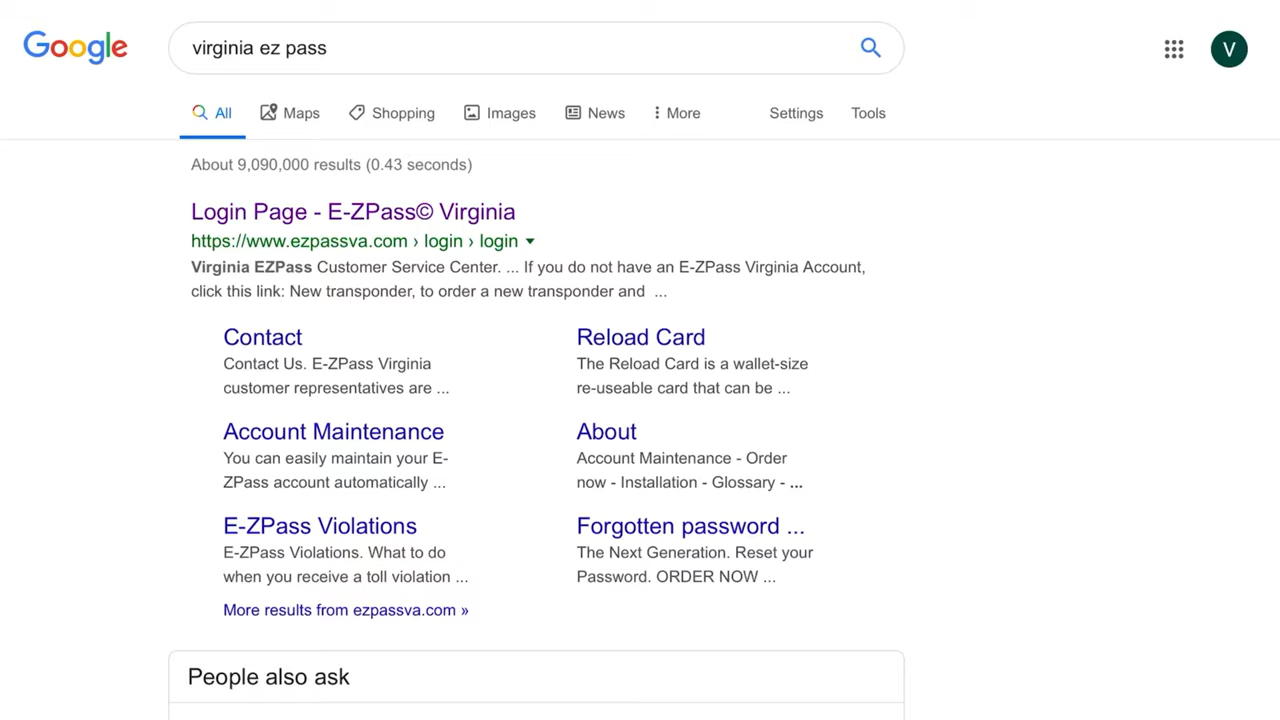 Google
virginia ez pass
V
All Maps Shopping Images News More Settings Tools
About 9,090,000 results (0.43 seconds)
Login Page - E-ZPass© Virginia
https://www.ezpassva.com › login › login
Virginia EZPass Customer Service Center. ... If you do not have an E-ZPass Virginia Account,
click this link: New transponder, to order a new transponder and ...
Contact
Contact Us. E-ZPass Virginia
customer representatives are ...
Reload Card
The Reload Card is a wallet-size
re-useable card that can be ...
Account Maintenance
You can easily maintain your E-
ZPass account automatically ...
About
Account Maintenance - Order
now - Installation - Glossary - ...
E-ZPass Violations
E-ZPass Violations. What to do
when you receive a toll violation ...
Forgotten password ...
The Next Generation. Reset your
Password. ORDER NOW ...
More results from ezpassva.com »
People also ask